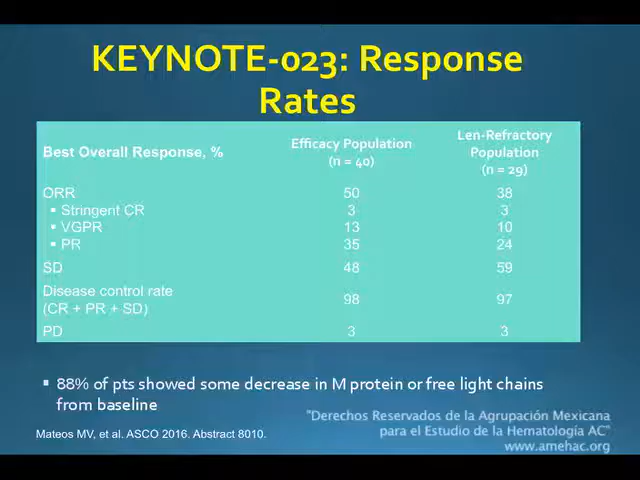 KEYNOTE-023: Response
Rates
Best Overall Response, % Efficacy Population (n = 40) Len-Refractory Population (n = 29)
ORR 50 38
▪ Stringent CR 3 3
▪ VGPR 13 10
▪ PR 35 24
SD 48 59
Disease control rate
(CR + PR + SD) 98 97
PD 3 3
▪ 88% of pts showed some decrease in M protein or free light chains
from baseline
Mateos MV, et al. ASCO 2016. Abstract 8010.
"Derechos Reservados de la Agrupación Mexicana
para el Estudio de la Hematología AC"
www.amehac.org